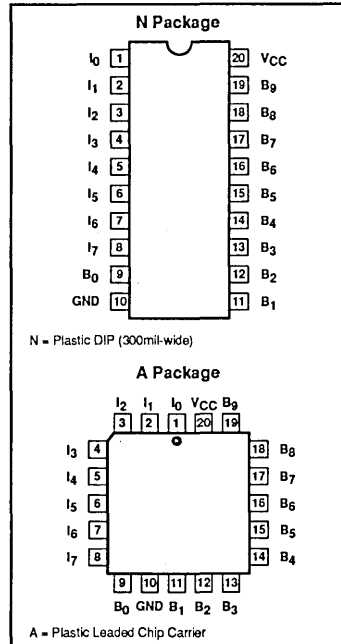 N Package
I0 1 20 VCC
I1 2 19 B9
I2 3 18 B8
I3 4 17 B7
I4 5 16 B6
I5 6 15 B5
I6 7 14 B4
I7 8 13 B3
B0 9 12 B2
GND 10 11 B1
N = Plastic DIP (300mil-wide)
A Package
I2 I1 I0 VCC B9
3 2 1 20 19
I3 4 18 B8
I4 5 17 B7
I5 6 16 B6
I6 7 15 B5
I7 8 14 B4
9 10 11 12 13
B0 GND B1 B2 B3
A = Plastic Leaded Chip Carrier